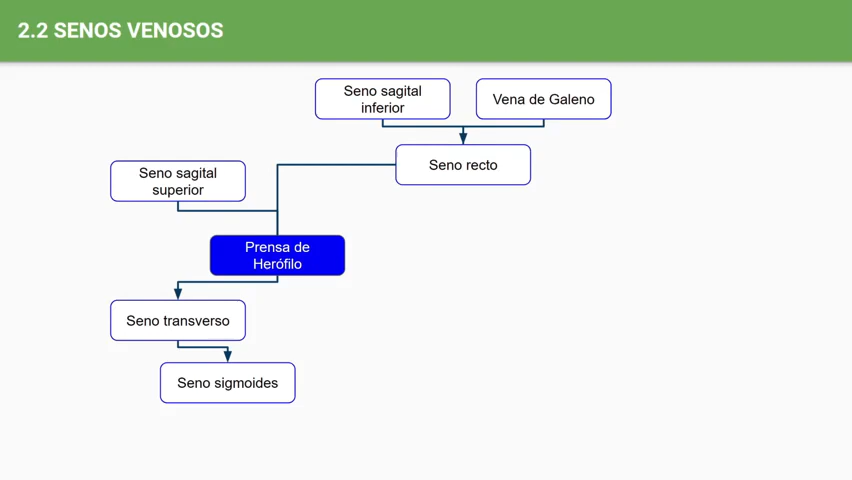 2.2 SENOS VENOSOS
Seno sagital
inferior
Vena de Galeno
Seno recto
Seno sagital
superior
Prensa de
Herófilo
Seno transverso
Seno sigmoides